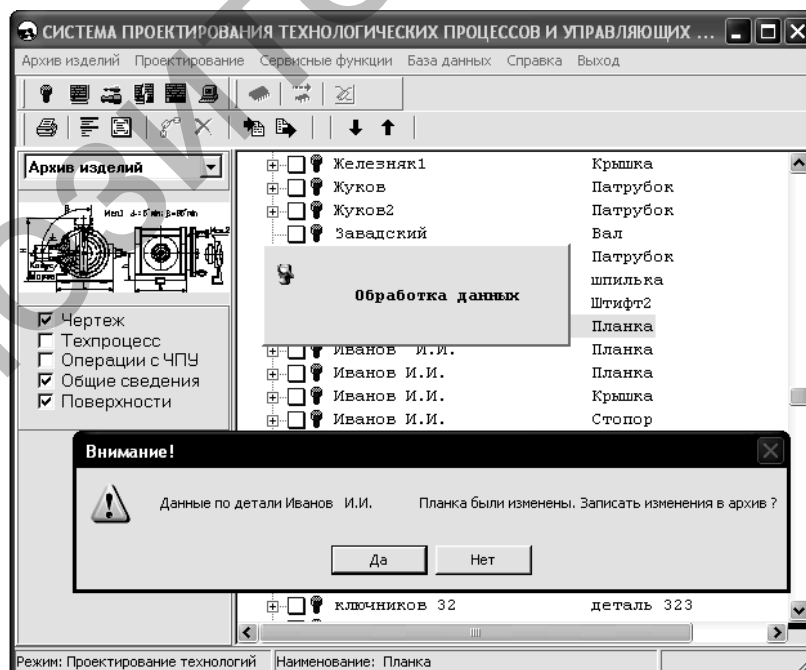 СИСТЕМА ПРОЕКТИРОВАНИЯ ТЕХНОЛОГИЧЕСКИХ ПРОЦЕССОВ И УПРАВЛЯЮЩИХ ...
Архив изделий Проектирование Сервисные функции База данных Справка Выход
Архив изделий
Железняк1 Крышка
Жуков Патрубок
Жуков2 Патрубок
Завадский Вал
Патрубок
шпилька
Обработка данных
Штифт2
Планка
Иванов И.И. Планка
Иванов И.И. Планка
Иванов И.И. Крышка
Иванов И.И. Стопор
Чертеж
Техпроцесс
Операции с ЧПУ
Общие сведения
Поверхности
Внимание!
Данные по детали Иванов И.И. Планка были изменены. Записать изменения в архив ?
Да Нет
ключников 32 деталь 323
Режим: Проектирование технологий Наименование: Планка